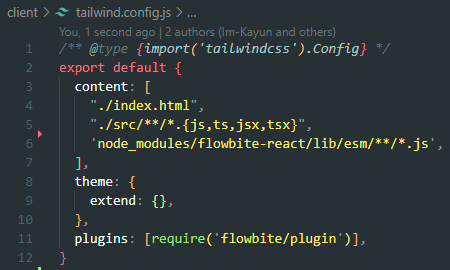 client > tailwind.config.js > ...
You, 1 second ago | 2 authors (Im-Kayun and others)
1 /** @type {import('tailwindcss').Config} */
2 export default {
3 content: [
4 "./index.html",
5 "./src/**/*.{js,ts,jsx,tsx}",
6 'node_modules/flowbite-react/lib/esm/**/*.js',
7 ],
8 theme: {
9 extend: {},
10 },
11 plugins: [require('flowbite/plugin')],
12 }